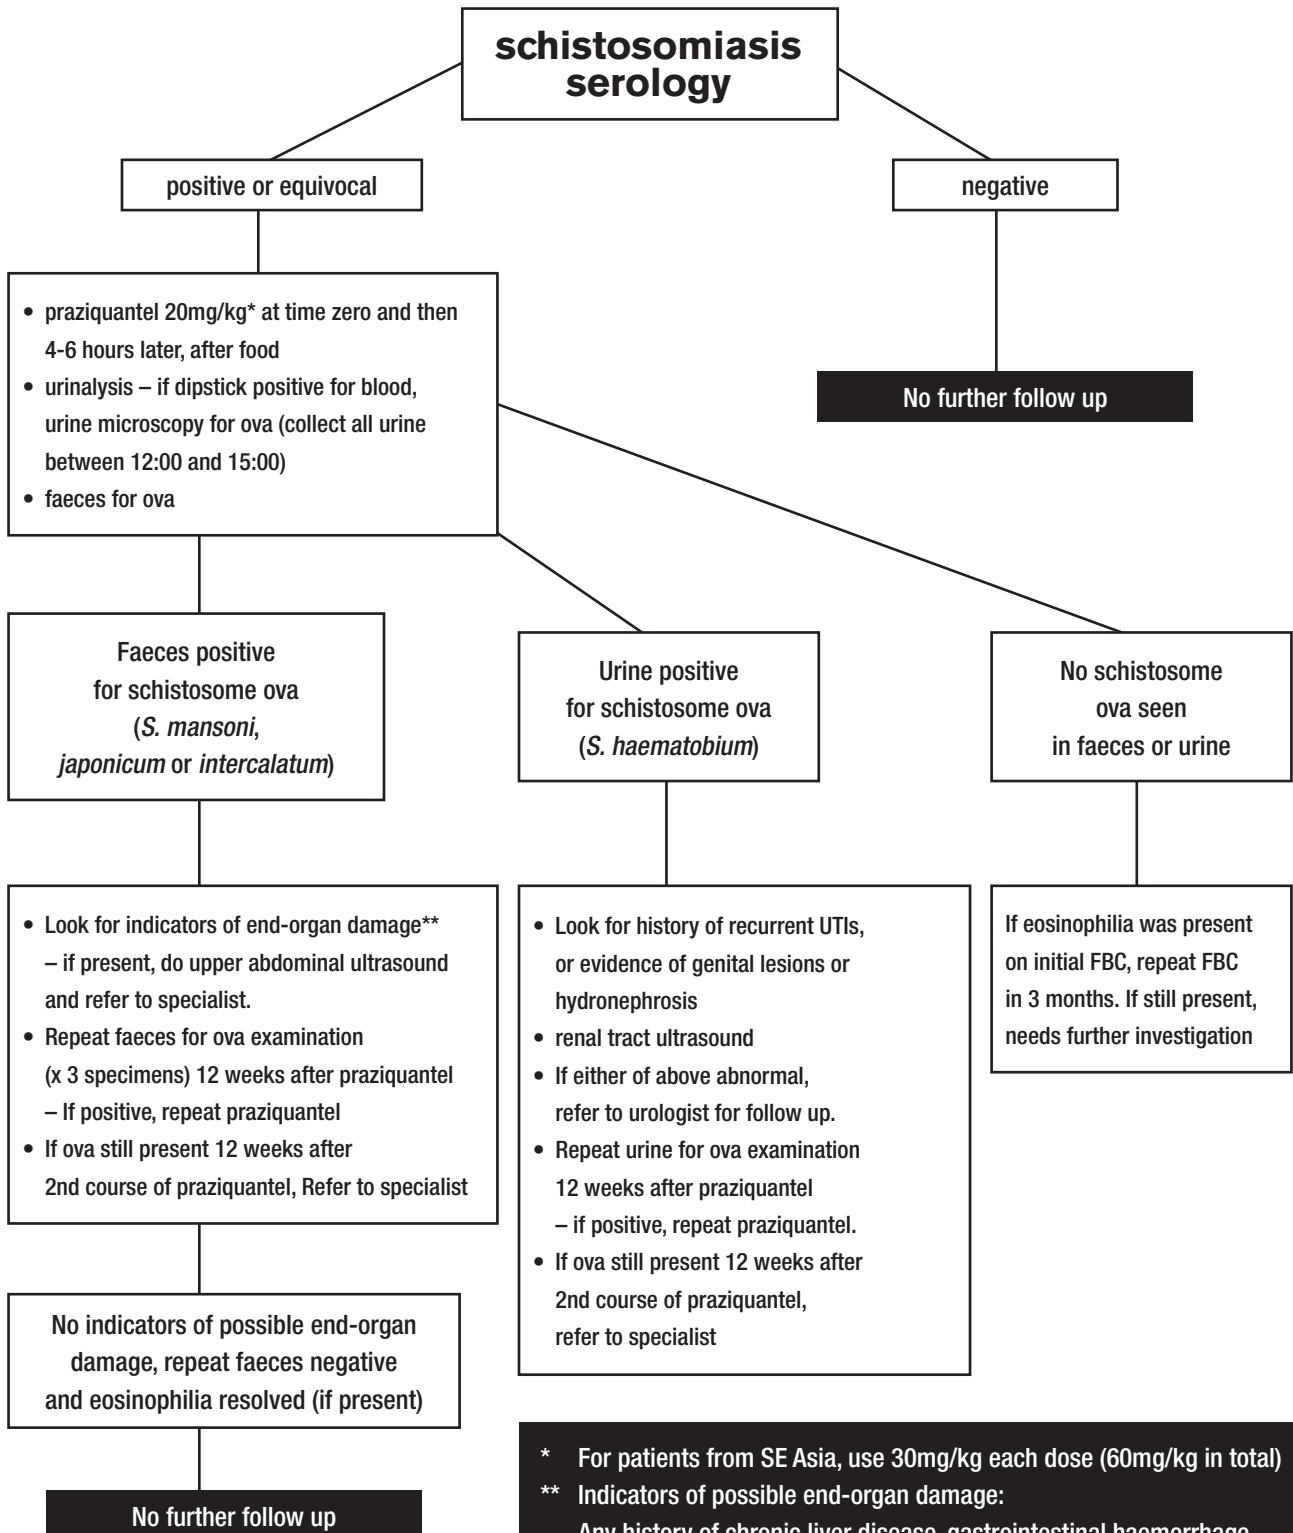 schistosomiasis
serology
positive or equivocal
negative
• praziquantel 20mg/kg* at time zero and then
4-6 hours later, after food
• urinalysis – if dipstick positive for blood,
urine microscopy for ova (collect all urine
between 12:00 and 15:00)
• faeces for ova
No further follow up
Faeces positive
for schistosome ova
(S. mansoni,
japonicum or intercalatum)
Urine positive
for schistosome ova
(S. haematobium)
No schistosome
ova seen
in faeces or urine
• Look for indicators of end-organ damage**
– if present, do upper abdominal ultrasound
and refer to specialist.
• Repeat faeces for ova examination
(x 3 specimens) 12 weeks after praziquantel
– If positive, repeat praziquantel
• If ova still present 12 weeks after
2nd course of praziquantel, Refer to specialist
• Look for history of recurrent UTIs,
or evidence of genital lesions or
hydronephrosis
• renal tract ultrasound
• If either of above abnormal,
refer to urologist for follow up.
• Repeat urine for ova examination
12 weeks after praziquantel
– if positive, repeat praziquantel.
• If ova still present 12 weeks after
2nd course of praziquantel,
refer to specialist
If eosinophilia was present
on initial FBC, repeat FBC
in 3 months. If still present,
needs further investigation
No indicators of possible end-organ
damage, repeat faeces negative
and eosinophilia resolved (if present)
No further follow up
* For patients from SE Asia, use 30mg/kg each dose (60mg/kg in total)
** Indicators of possible end-organ damage:
Any history of chronic liver disease, gastrointestinal haemorrhage